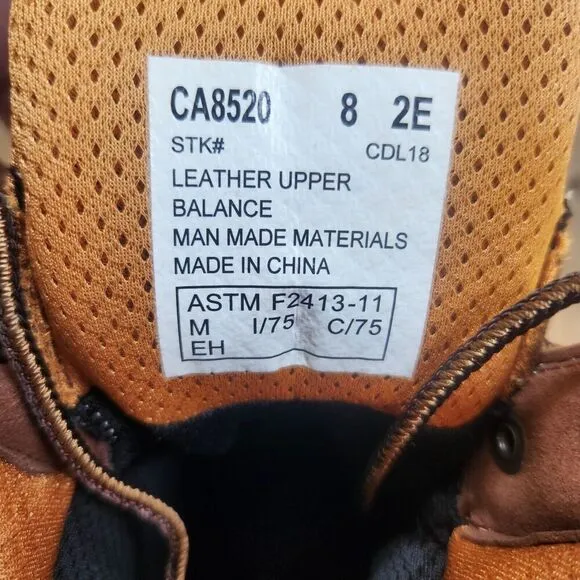 CA8520 8 2E
STK# CDL18
LEATHER UPPER
BALANCE
MAN MADE MATERIALS
MADE IN CHINA
ASTM F2413-11
M I/75 C/75
EH